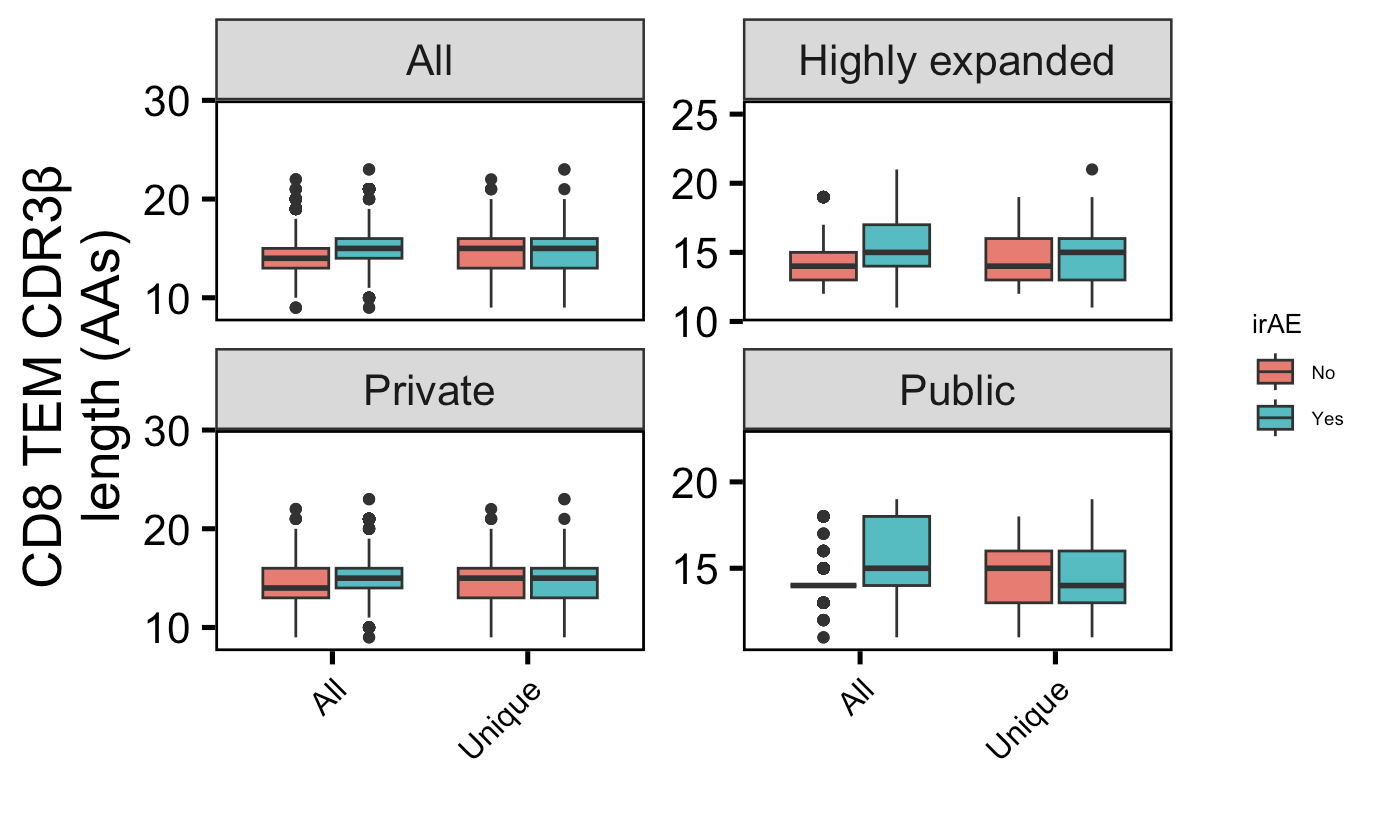 All
Highly expanded
30
20
10
25
20
15
10
CD8 TEM CDR3β
length (AAs)
Private
Public
30
20
10
20
15
All
Unique
All
Unique
irAE
No
Yes